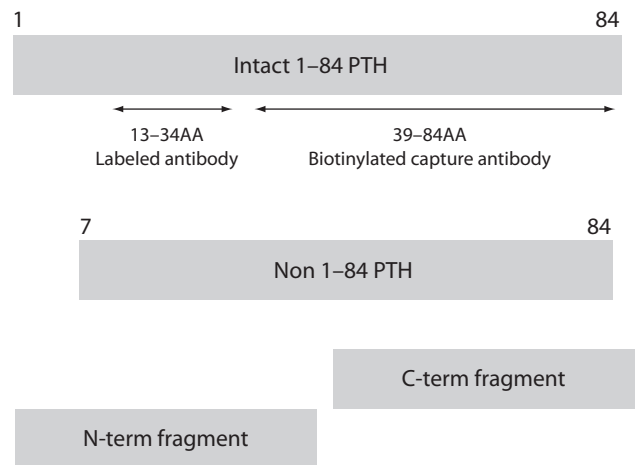 1 84
Intact 1–84 PTH
13–34AA 39–84AA
Labeled antibody Biotinylated capture antibody
7 84
Non 1–84 PTH
C-term fragment
N-term fragment